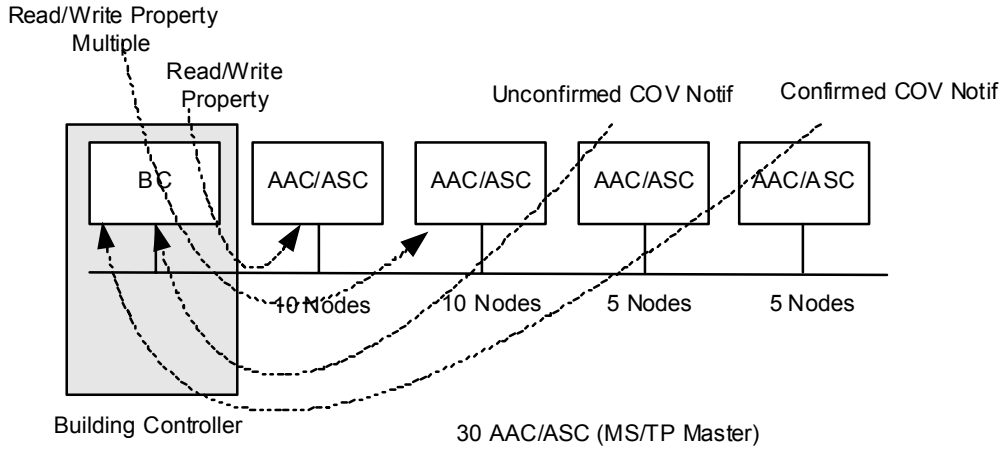 Read/Write Property
Multiple
Read/Write
Property
Unconfirmed COV Notif
Confirmed COV Notif
BC
AAC/ASC
AAC/ASC
AAC/ASC
AAC/ASC
10 Nodes
10 Nodes
5 Nodes
5 Nodes
Building Controller
30 AAC/ASC (MS/TP Master)